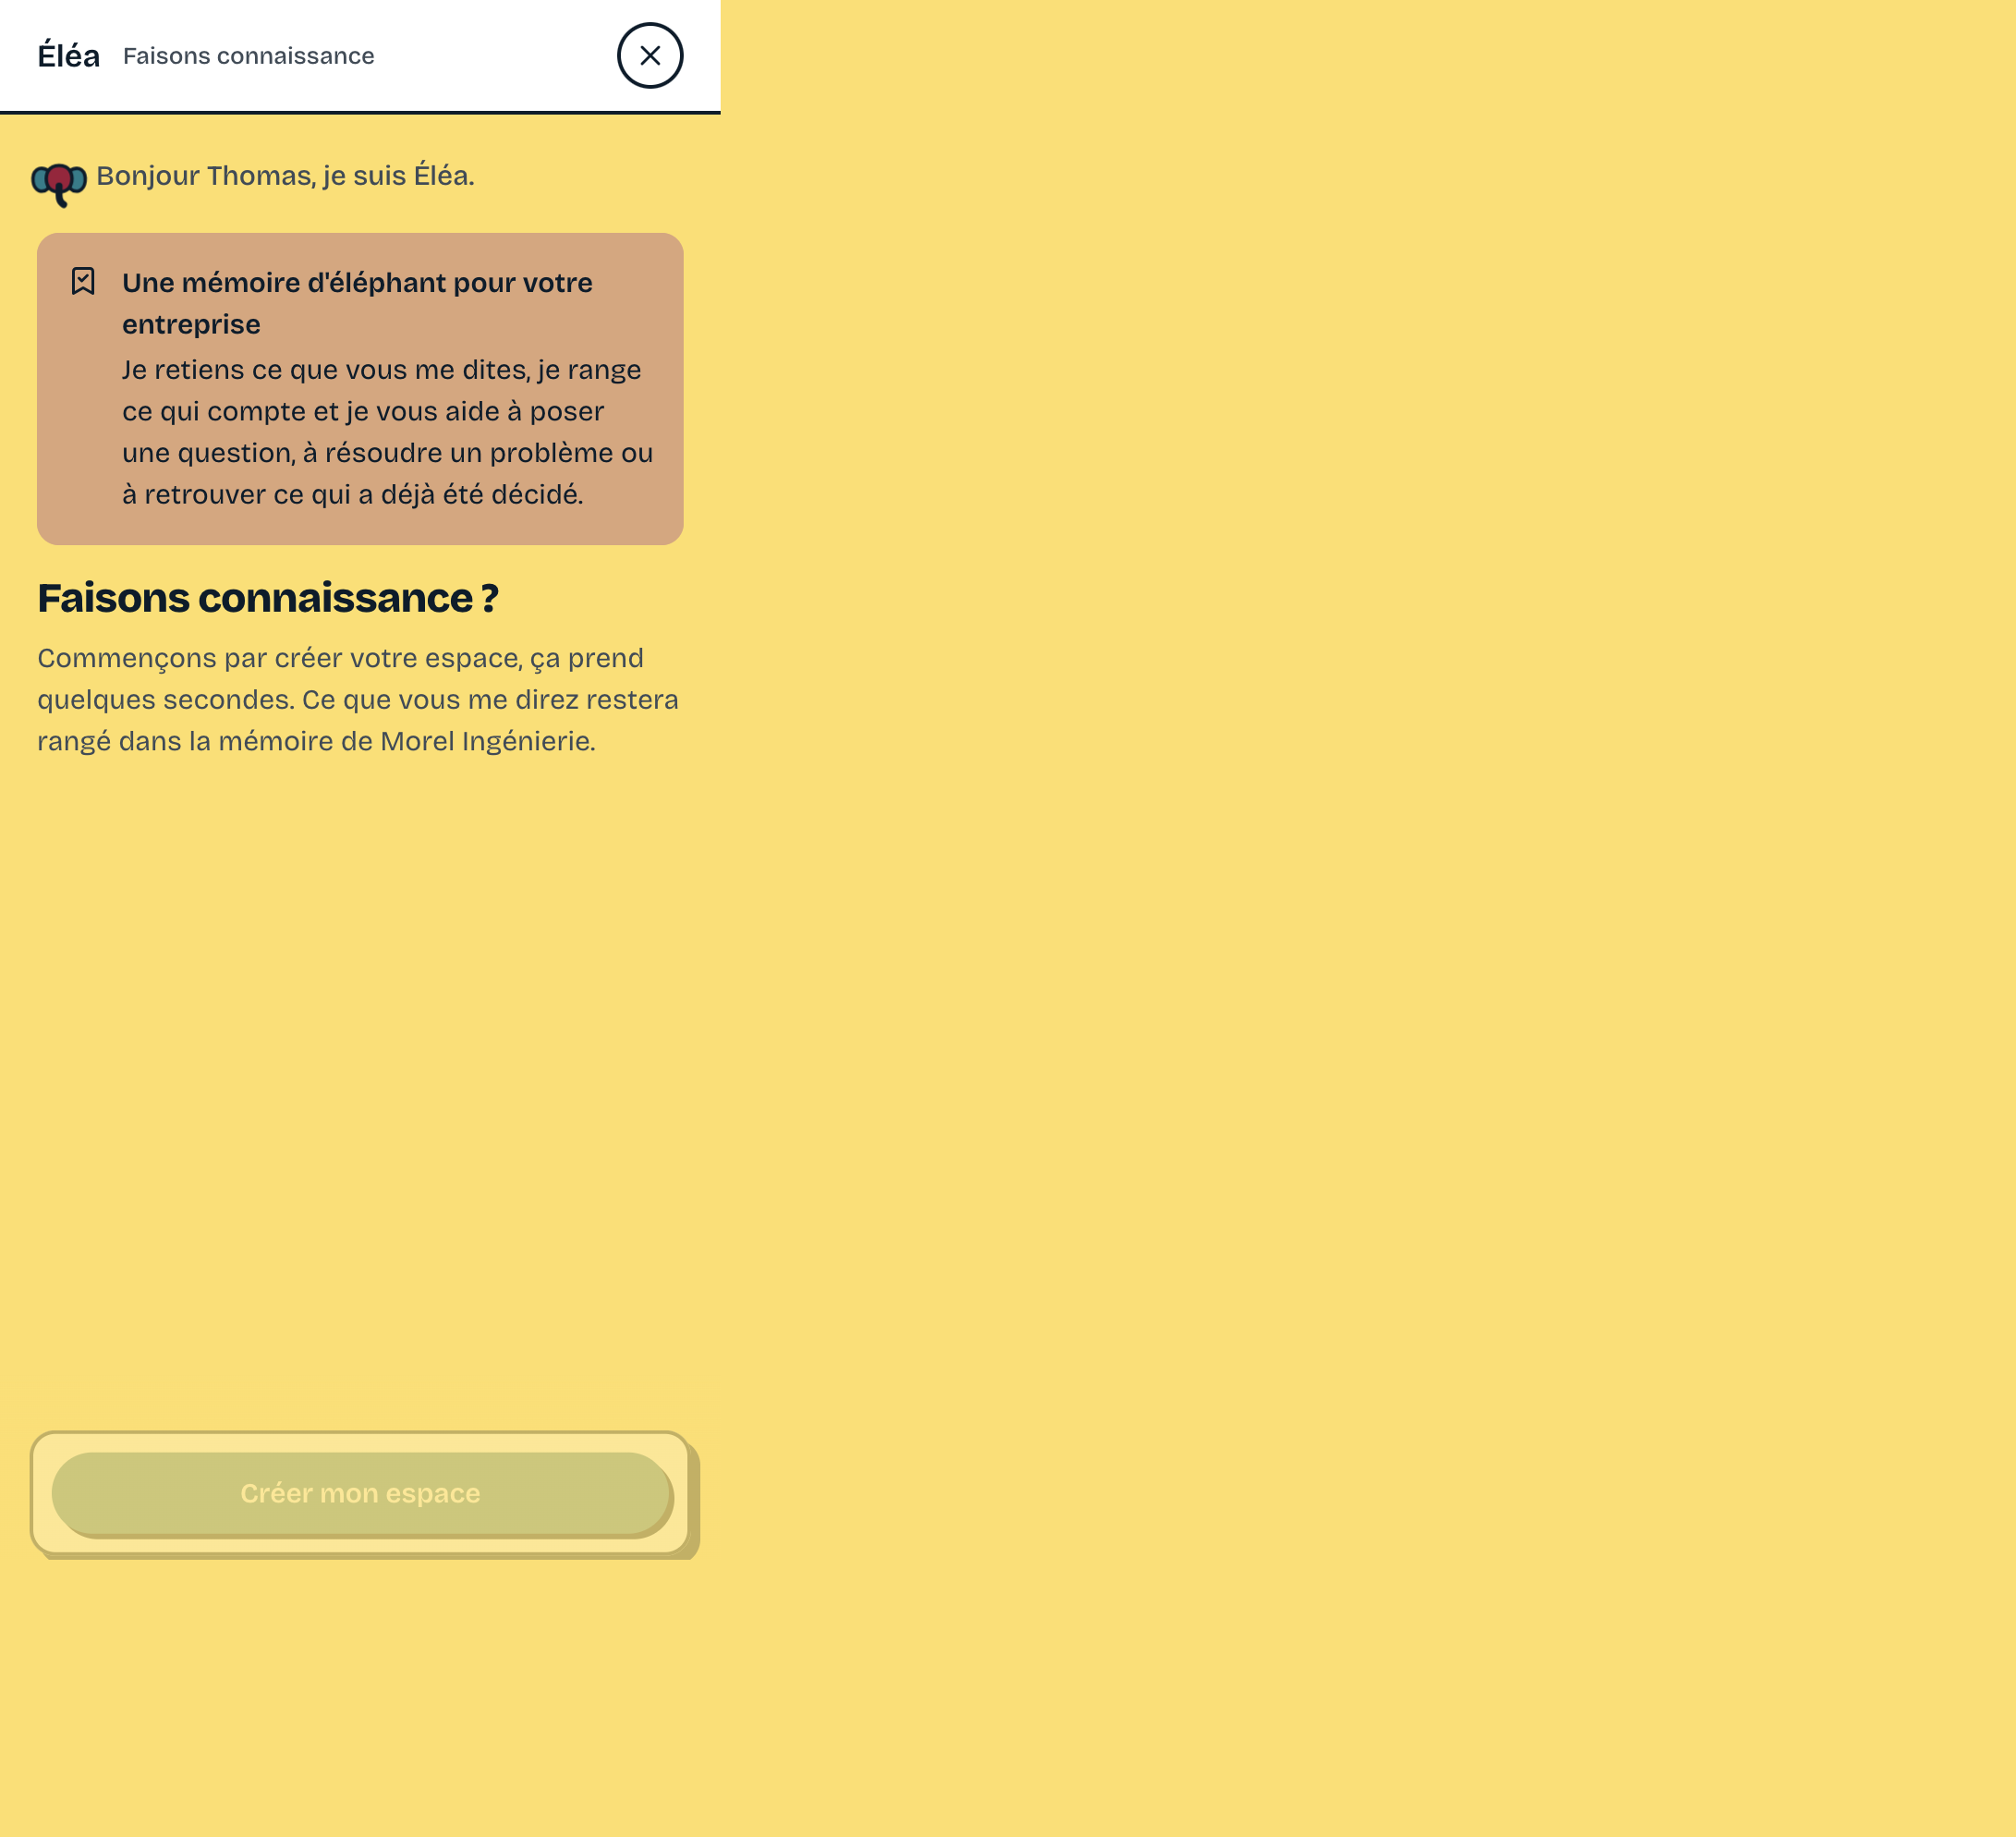 Éléa Faisons connaissance
Bonjour Thomas, je suis Éléa.
Une mémoire d'éléphant pour votre
entreprise
Je retiens ce que vous me dites, je range
ce qui compte et je vous aide à poser
une question, à résoudre un problème ou
à retrouver ce qui a déjà été décidé.
Faisons connaissance ?
Commençons par créer votre espace, ça prend
quelques secondes. Ce que vous me direz restera
rangé dans la mémoire de Morel Ingénierie.
Créer mon espace